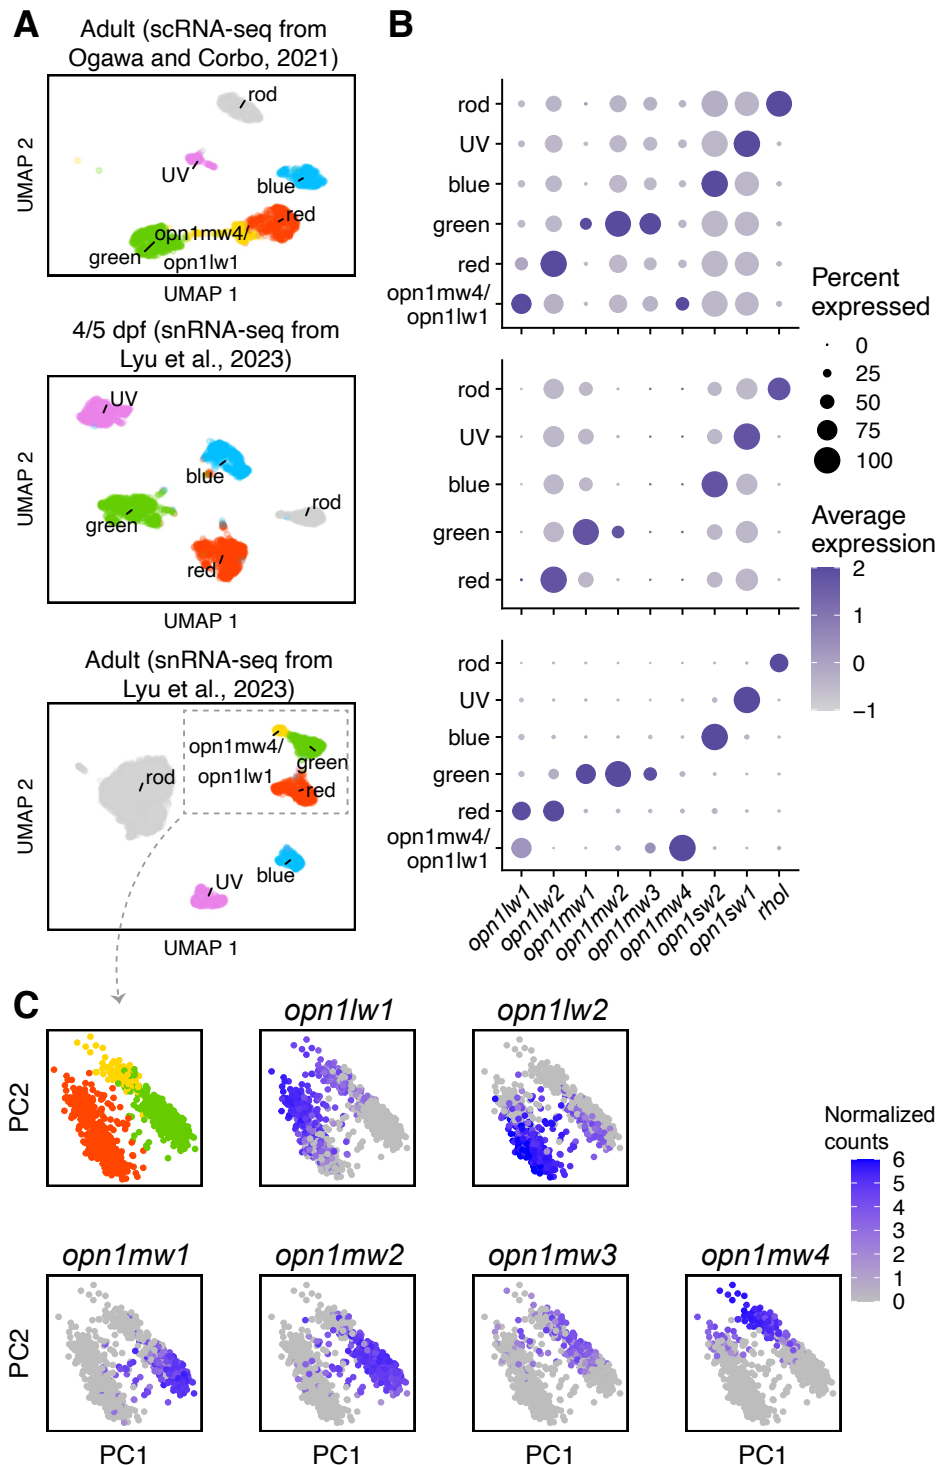 A
Adult (scRNA-seq from
Ogawa and Corbo, 2021)
UMAP 2
rod
UV
blue
red
opn1mw4/
green
opn1lw1
UMAP 1
4/5 dpf (snRNA-seq from
Lyu et al., 2023)
UMAP 2
UV
blue
rod
green
red
UMAP 1
Adult (snRNA-seq from
Lyu et al., 2023)
UMAP 2
opn1mw4/
green
rod
opn1lw1
red
blue
UV
UMAP 1
B
rod
UV
blue
green
red
opn1mw4/
opn1lw1
rod
UV
blue
green
red
rod
UV
blue
green
red
opn1mw4/
opn1lw1
opn1lw1
opn1lw2
opn1mw1
opn1mw2
opn1mw3
opn1mw4
opn1sw2
opn1sw1
rhol
Percent
expressed
0
25
50
75
100
Average
expression
2
1
0
−1
C
opn1lw1
opn1lw2
PC2
opn1mw1
opn1mw2
opn1mw3
opn1mw4
PC2
PC1
PC1
PC1
PC1
Normalized
counts
6
5
4
3
2
1
0